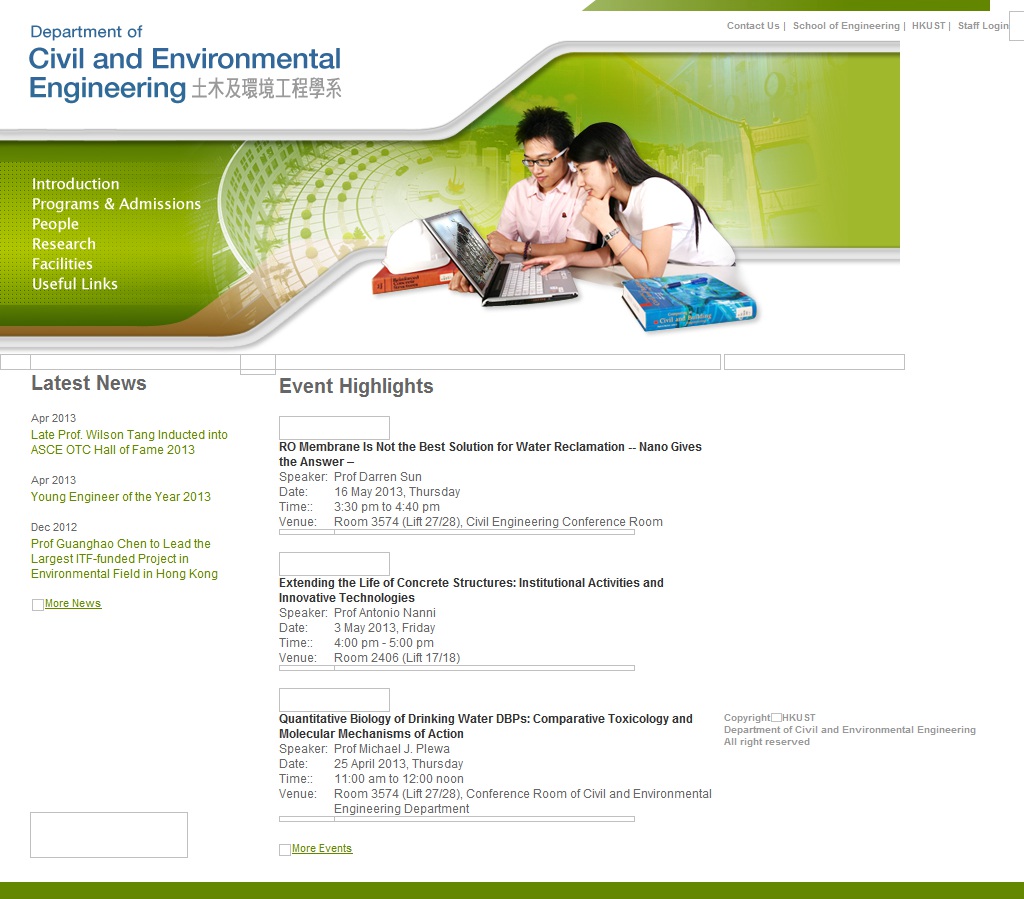 Contact Us | School of Engineering | HKUST | Staff Login
Department of
Civil and Environmental
Engineering 土木及環境工程學系
Introduction
Programs & Admissions
People
Research
Facilities
Useful Links
Reinforced
Concrete
Civil and Building
Latest News
Apr 2013
Late Prof. Wilson Tang Inducted into
ASCE OTC Hall of Fame 2013
Apr 2013
Young Engineer of the Year 2013
Dec 2012
Prof Guanghao Chen to Lead the
Largest ITF-funded Project in
Environmental Field in Hong Kong
More News
Event Highlights
RO Membrane Is Not the Best Solution for Water Reclamation -- Nano Gives
the Answer –
Speaker: Prof Darren Sun
Date: 16 May 2013, Thursday
Time:: 3:30 pm to 4:40 pm
Venue: Room 3574 (Lift 27/28), Civil Engineering Conference Room
Extending the Life of Concrete Structures: Institutional Activities and
Innovative Technologies
Speaker: Prof Antonio Nanni
Date: 3 May 2013, Friday
Time:: 4:00 pm - 5:00 pm
Venue: Room 2406 (Lift 17/18)
Quantitative Biology of Drinking Water DBPs: Comparative Toxicology and
Molecular Mechanisms of Action
Speaker: Prof Michael J. Plewa
Date: 25 April 2013, Thursday
Time:: 11:00 am to 12:00 noon
Venue: Room 3574 (Lift 27/28), Conference Room of Civil and Environmental
Engineering Department
More Events
Copyright HKUST
Department of Civil and Environmental Engineering
All right reserved